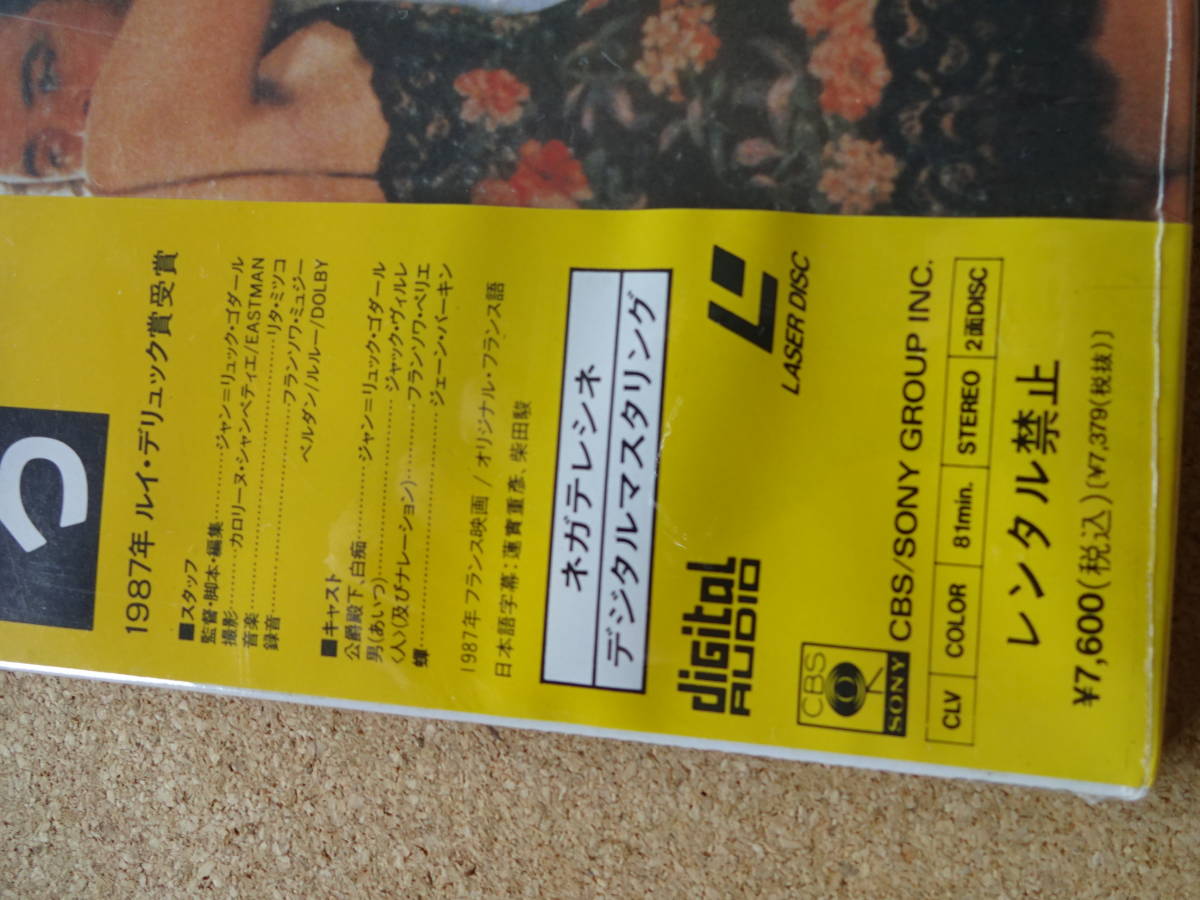 つ
1987年 ルイ・デリュック賞受賞
■スタッフ
監督・脚本・編集………ジャン=リュック・ゴダール
撮影………カロリーヌ・シャンペティエ/EASTMAN
音楽……………………………リタ・ミツコ
録音……………………フランソワ・ミュジー
ベルダン/ルルー/DOLBY
■キャスト
公爵殿下、白痴………ジャン=リュック・ゴダール
男(あいつ)………………ジャック・ヴィルレ
〈人〉(及びナレーション)………フランソワ・ペリエ
蟬……………………ジェーン・バーキン
1987年 フランス映画 / オリジナル・フランス語
日本語字幕：蓮實重彦、柴田駿
ネガテレシネ
デジタルマスタリング
digital AUDIO
LASER DISC
CBS SONY
CBS/SONY GROUP INC.
CLV COLOR 81min. STEREO 2面DISC
レンタル禁止
¥7,600(税込)(¥7,379(税抜))